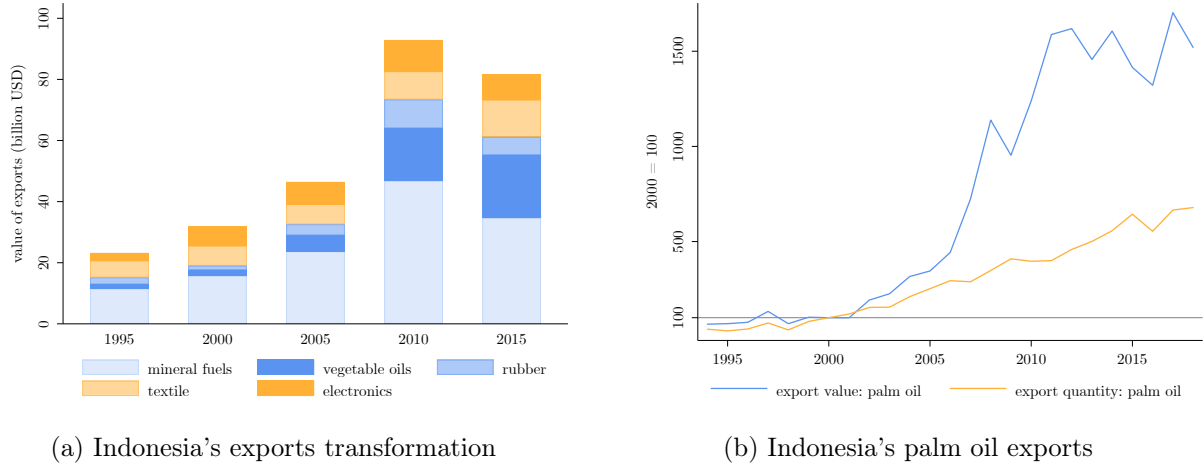 value of exports (billion USD)
100
80
60
40
20
0
1995 2000 2005 2010 2015
mineral fuels vegetable oils rubber
textile electronics
(a) Indonesia's exports transformation
2000 = 100
1500
1000
500
100
1995 2000 2005 2010 2015
export value: palm oil export quantity: palm oil
(b) Indonesia's palm oil exports